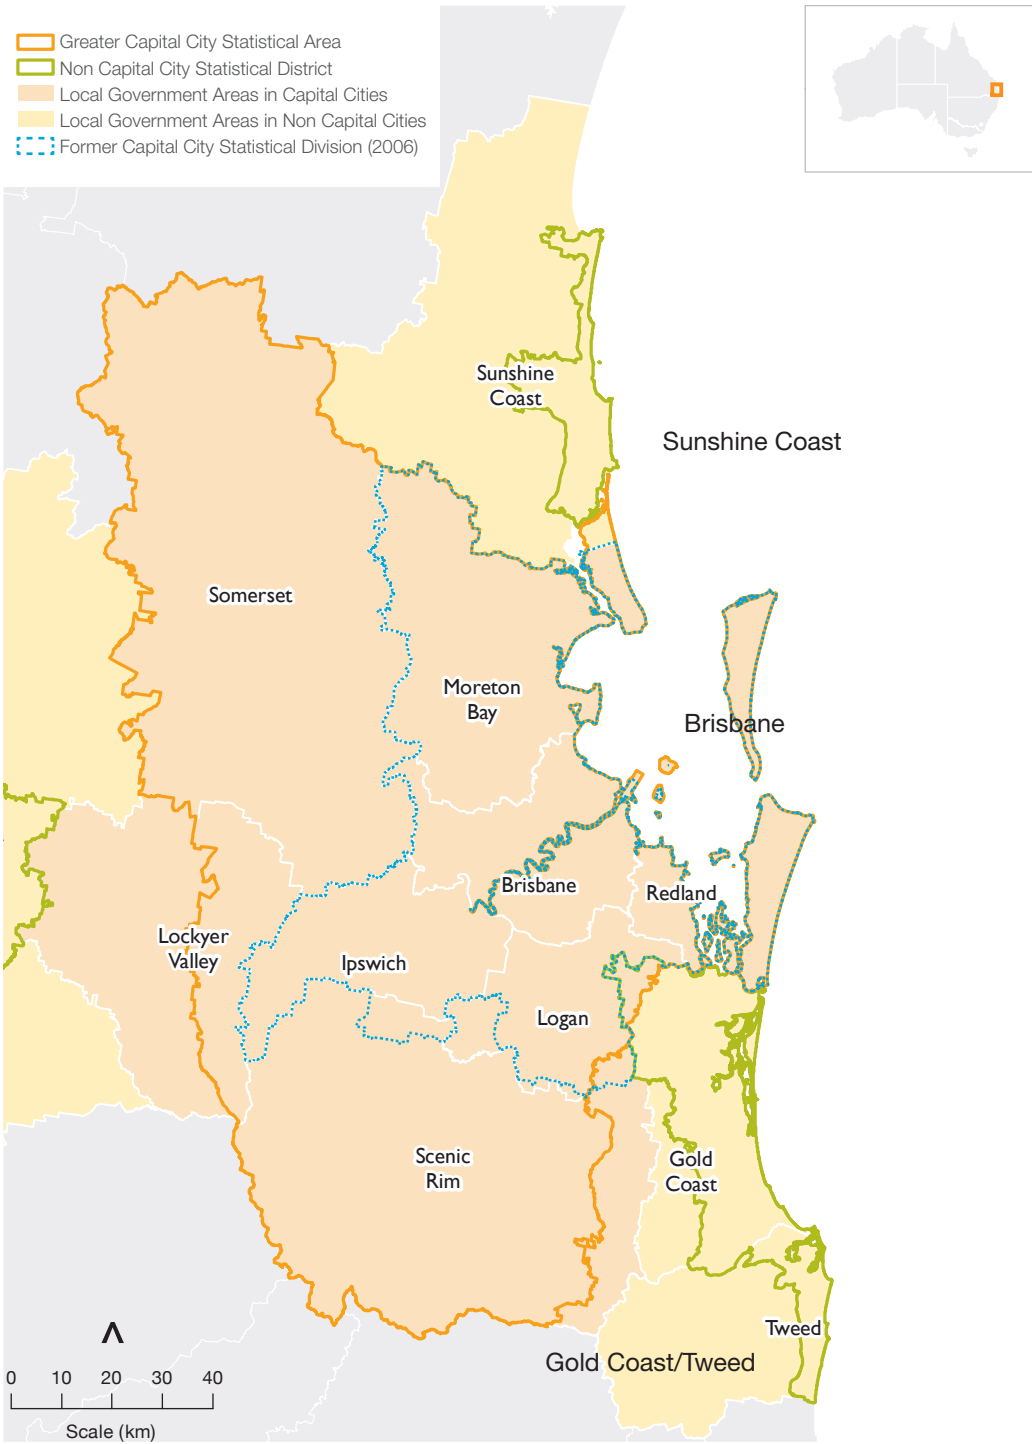 Greater Capital City Statistical Area
Non Capital City Statistical District
Local Government Areas in Capital Cities
Local Government Areas in Non Capital Cities
Former Capital City Statistical Division (2006)
Sunshine
Coast
Sunshine Coast
Somerset
Moreton
Bay
Brisbane
Brisbane
Redland
Lockyer
Valley
Ipswich
Logan
Scenic
Rim
Gold
Coast
Tweed
Gold Coast/Tweed
0 10 20 30 40
Scale (km)